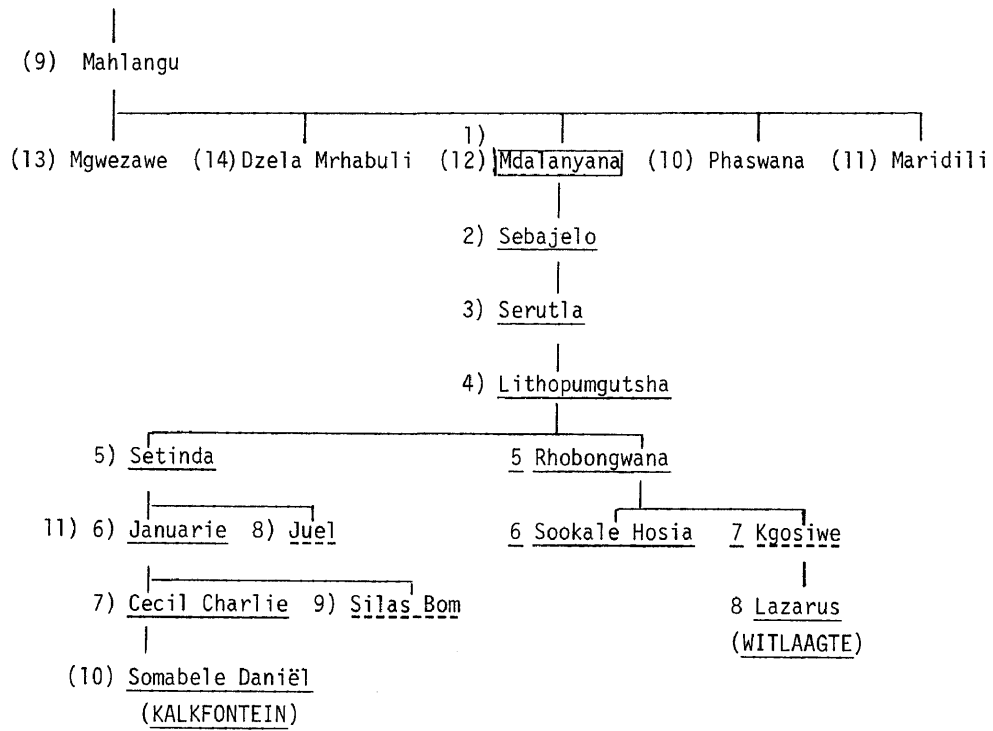 (9) Mahlangu
1)
(13) Mgwezawe (14) Dzela Mrhabuli (12) Mdalanyana (10) Phaswana (11) Maridili
2) Sebajelo
3) Serutla
4) Lithopumgutsha
5) Setinda 5 Rhobongwana
11) 6) Januarie 8) Juel 6 Sookale Hosia 7 Kgosiwe
7) Cecil Charlie 9) Silas Bom 8 Lazarus
(WITLAAGTE)
(10) Somabele Daniël
(KALKFONTEIN)